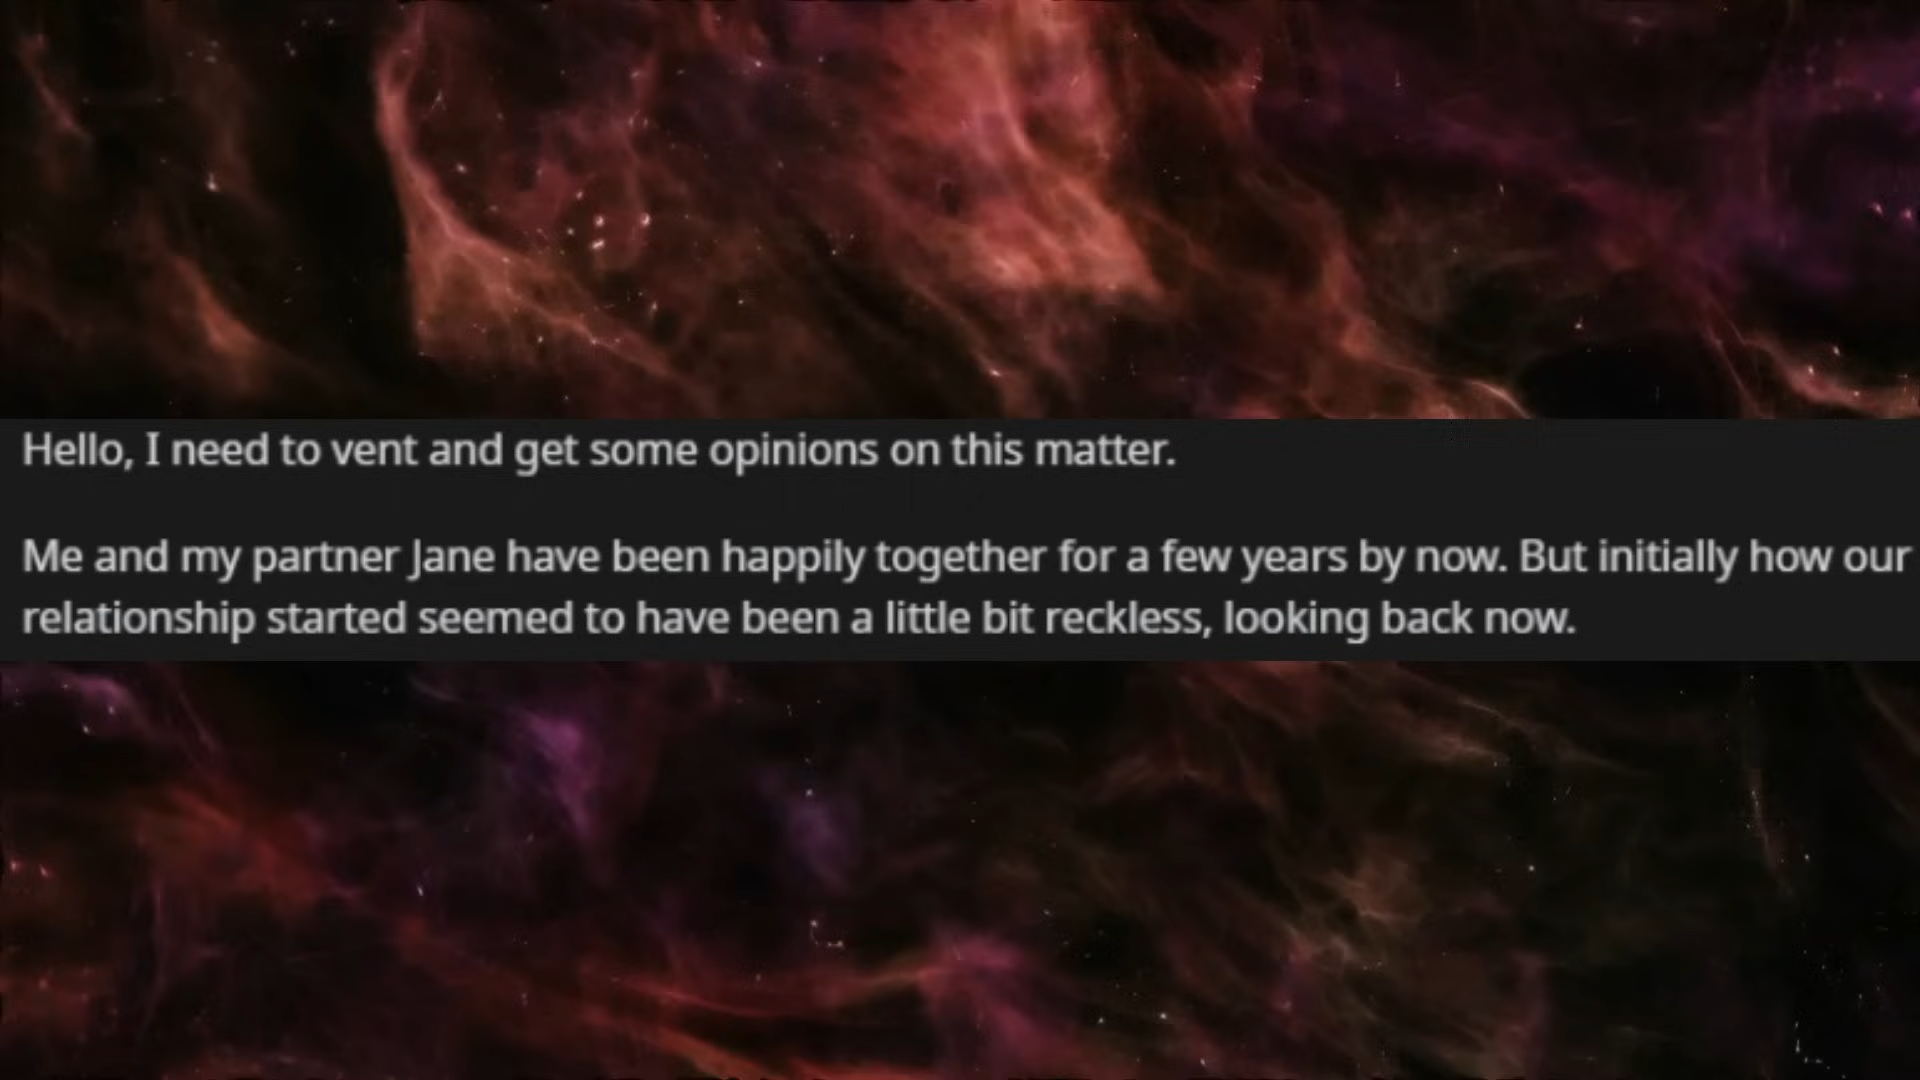 Hello, I need to vent and get some opinions on this matter.
Me and my partner Jane have been happily together for a few years by now. But initially how our
relationship started seemed to have been a little bit reckless, looking back now.